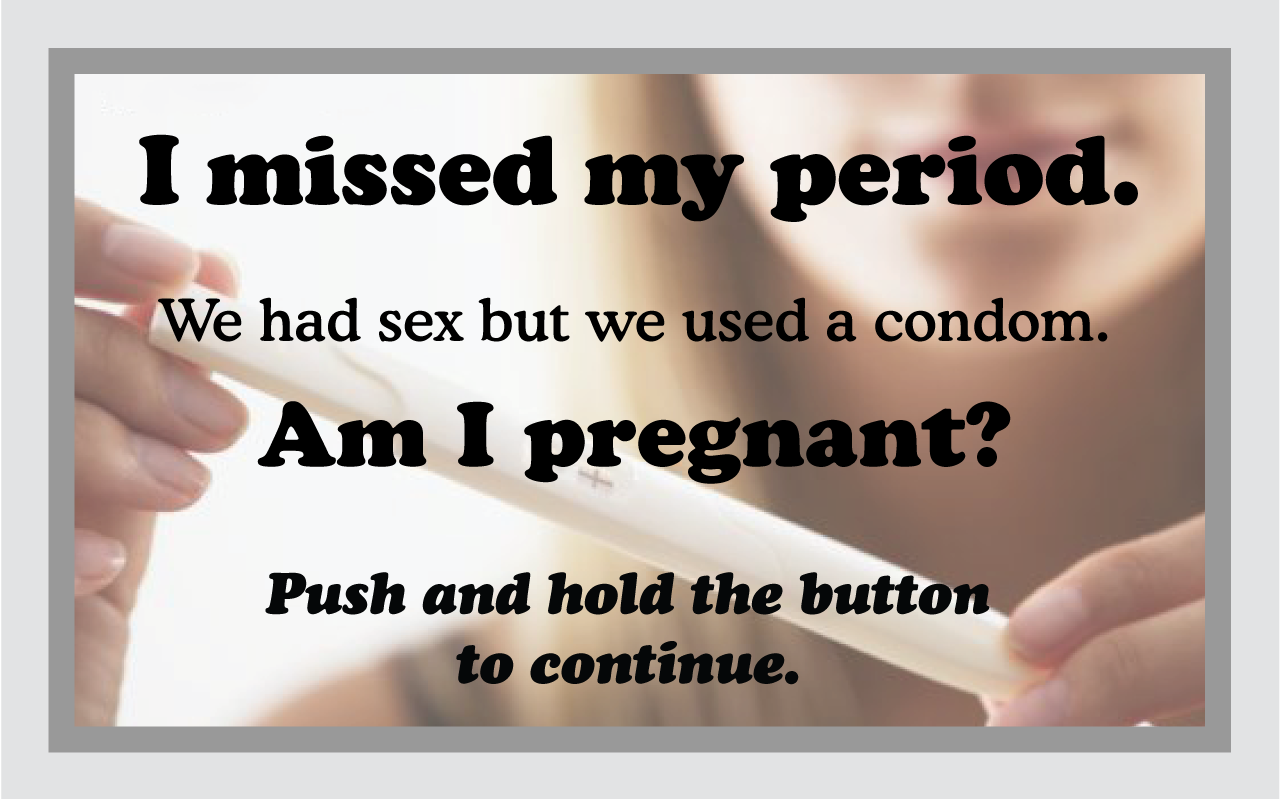 I missed my period.
We had sex but we used a condom.
Am I pregnant?
Push and hold the button
to continue.